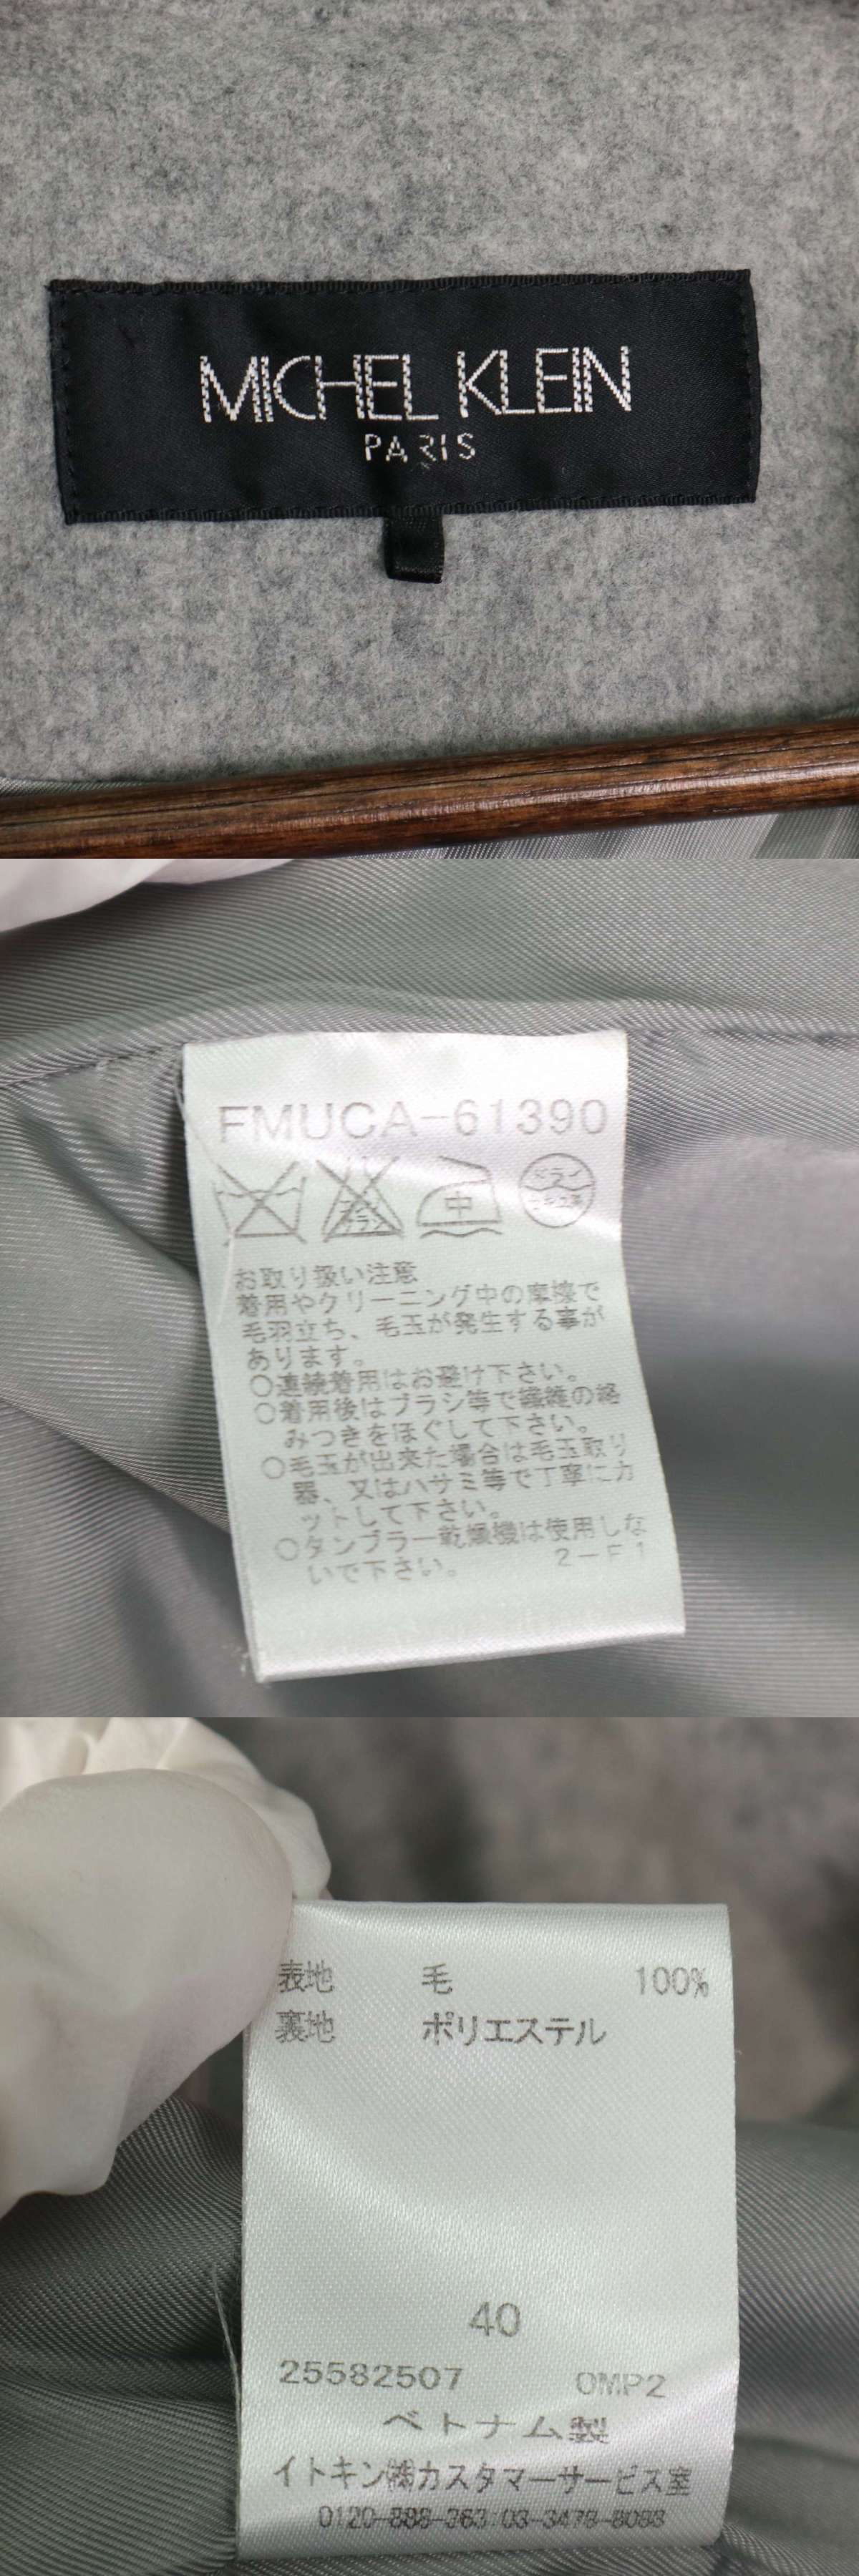 MICHEL KLEIN
PARIS
FMUCA-61390
中
ドライ
お取り扱い注意
着用やクリーニング中の摩擦で
毛羽立ち、毛玉が発生する事が
あります。
○連続着用はお避け下さい。
○着用後はブラシ等で繊維の絡
みつきをほぐして下さい。
○毛玉が出来た場合は毛玉取り
器、又はハサミ等で丁寧にカ
ットして下さい。
○タンブラー乾燥機は使用しな
いで下さい。 2-F1
表地 毛 100%
裏地 ポリエステル
40
25582507 OMP2
ベトナム製
イトキン㈱カスタマーサービス室
0120-888-363:03-3478-8088